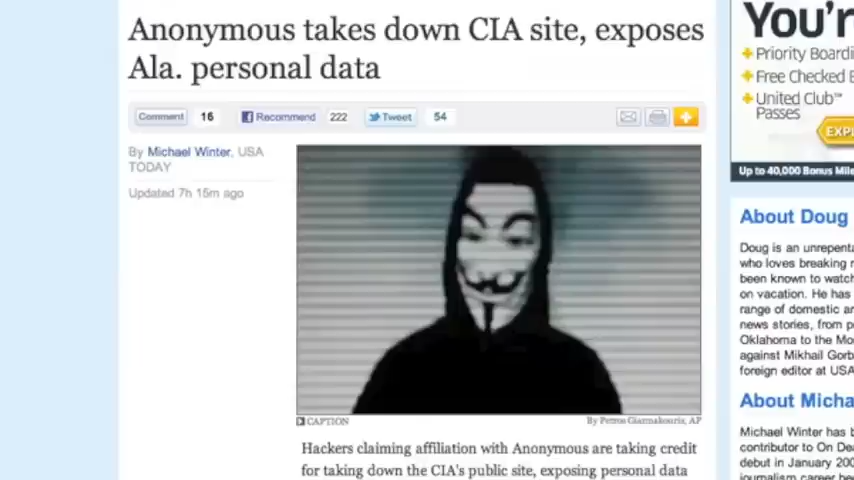 Anonymous takes down CIA site, exposes
Ala. personal data
Comment 16 Recommend 222 Tweet 54
By Michael Winter, USA
TODAY
Updated 7h 15m ago
CAPTION
By Petros Giannakouris, AP
Hackers claiming affiliation with Anonymous are taking credit
for taking down the CIA's public site, exposing personal data
You'r
Priority Boardi
Free Checked B
United Club™
Passes
EXPL
Up to 40,000 Bonus Mile
About Doug
Doug is an unrepenta
who loves breaking n
been known to watch
on vacation. He has
range of domestic an
news stories, from p
Oklahoma to the Mo
against Mikhail Gorb
foreign editor at USA
About Micha
Michael Winter has b
contributor to On Dea
debut in January 200
journalism career be